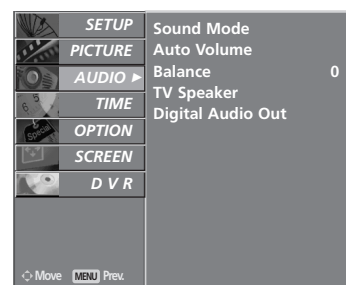 SETUP
PICTURE
AUDIO ►
TIME
OPTION
SCREEN
D V R
Sound Mode
Auto Volume
Balance 0
TV Speaker
Digital Audio Out
Move MENU Prev.